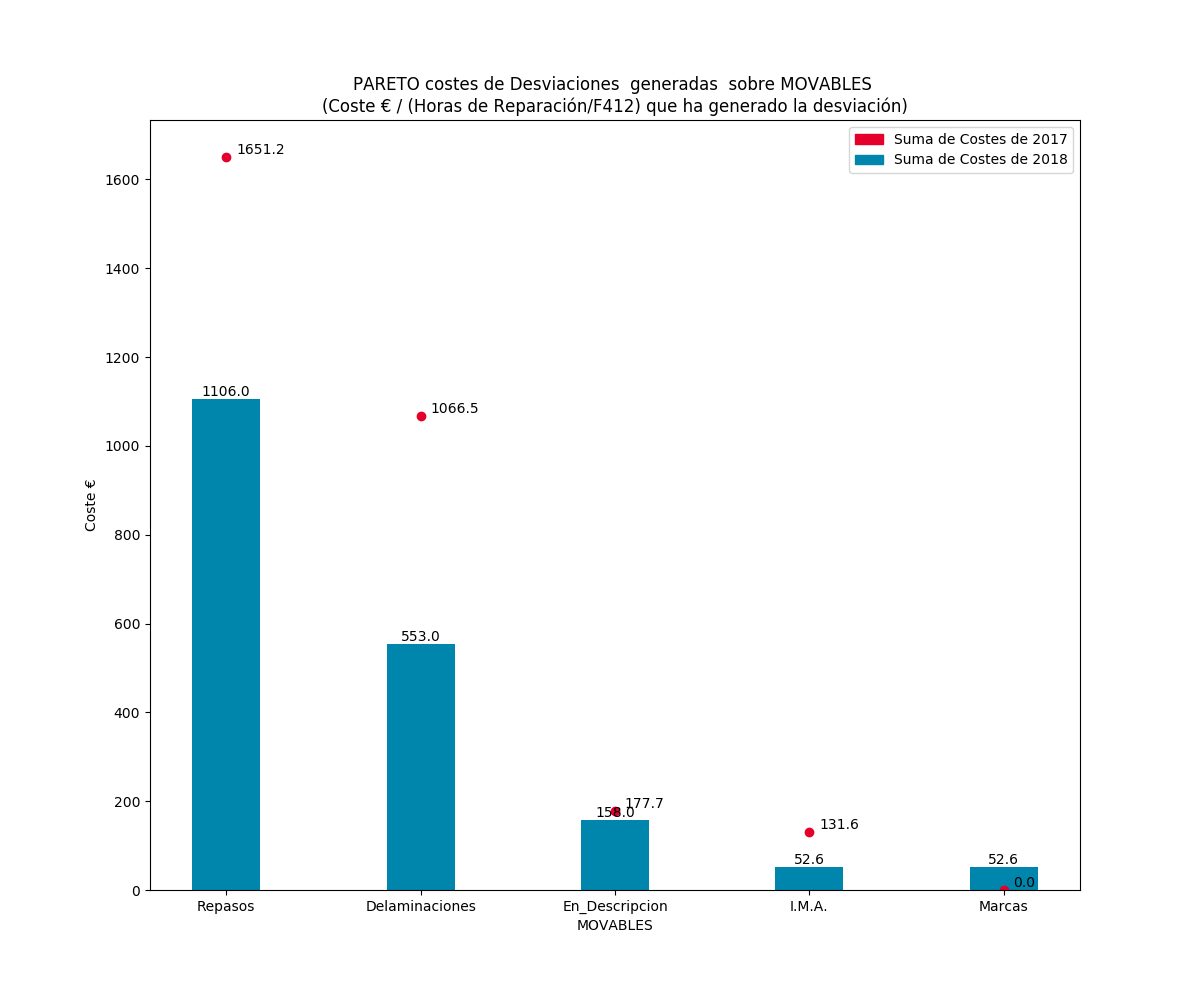 PARETO costes de Desviaciones  generadas  sobre MOVABLES
(Coste € / (Horas de Reparación/F412) que ha generado la desviación)
Suma de Costes de 2017
Suma de Costes de 2018
Coste €
1600
1400
1200
1000
800
600
400
200
0
1651.2
1106.0
1066.5
553.0
177.7
158.0
131.6
52.6
52.6
0.0
Repasos
Delaminaciones
En_Descripcion
I.M.A.
Marcas
MOVABLES